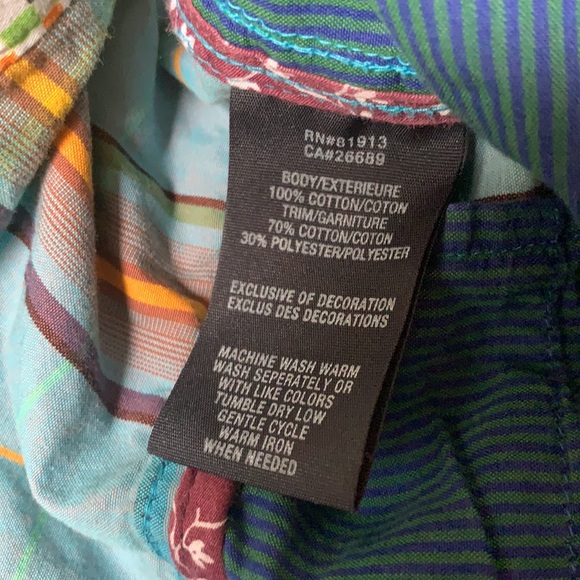 RN#81913
CA#26689
BODY/EXTERIEURE
100% COTTON/COTON
TRIM/GARNITURE
70% COTTON/COTON
30% POLYESTER/POLYESTER
EXCLUSIVE OF DECORATION
EXCLUS DES DECORATIONS
MACHINE WASH WARM
WASH SEPERATELY OR
WITH LIKE COLORS
TUMBLE DRY LOW
GENTLE CYCLE
WARM IRON
WHEN NEEDED